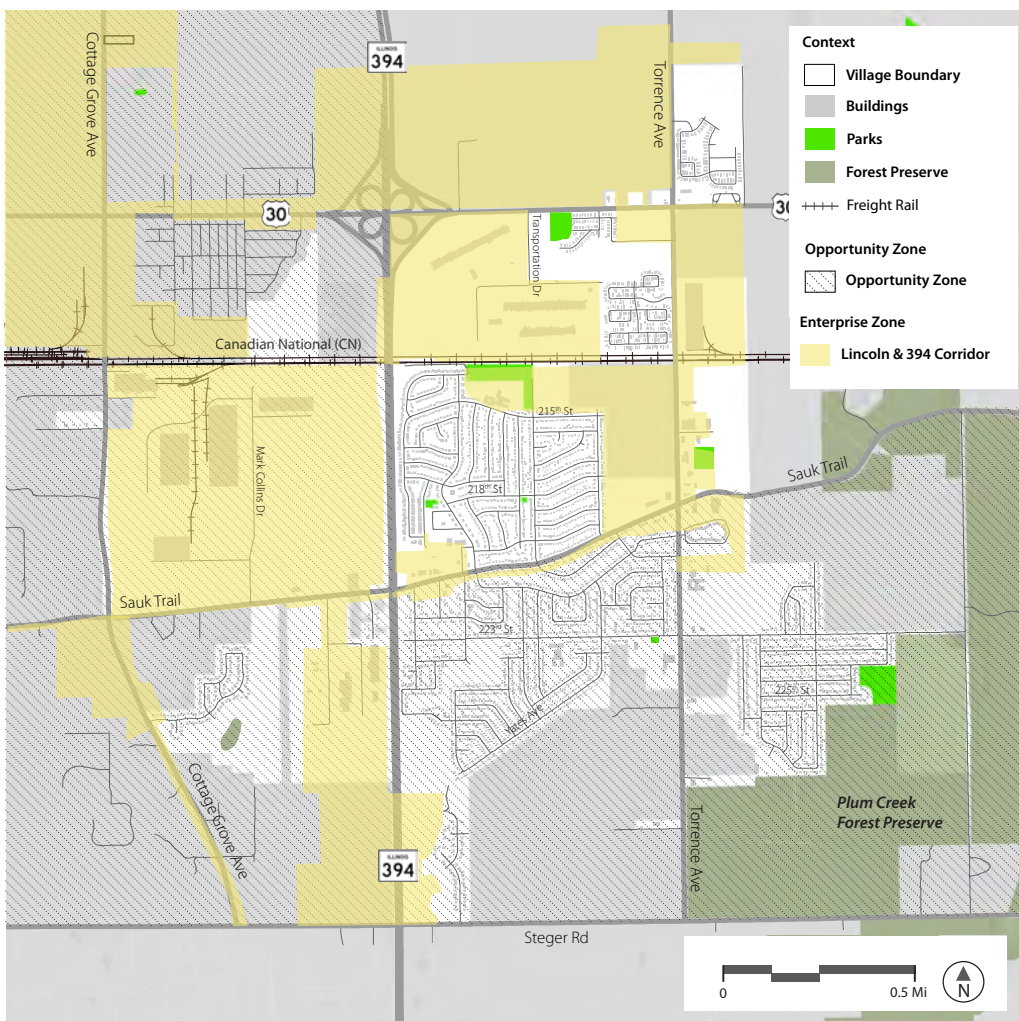 ILLINOIS
394
Cottage Grove Ave
Torrence Ave
Context
Village Boundary
Buildings
Parks
Forest Preserve
Freight Rail
Opportunity Zone
Opportunity Zone
Enterprise Zone
Lincoln & 394 Corridor
30
30
Transportation Dr
Canadian National (CN)
215th St
Mark Collins Dr
218th St
Sauk Trail
Sauk Trail
223rd St
225th St
Yates Ave
Cottage Grove Ave
Plum Creek
Forest Preserve
Torrence Ave
ILLINOIS
394
Steger Rd
0
0.5 Mi
N